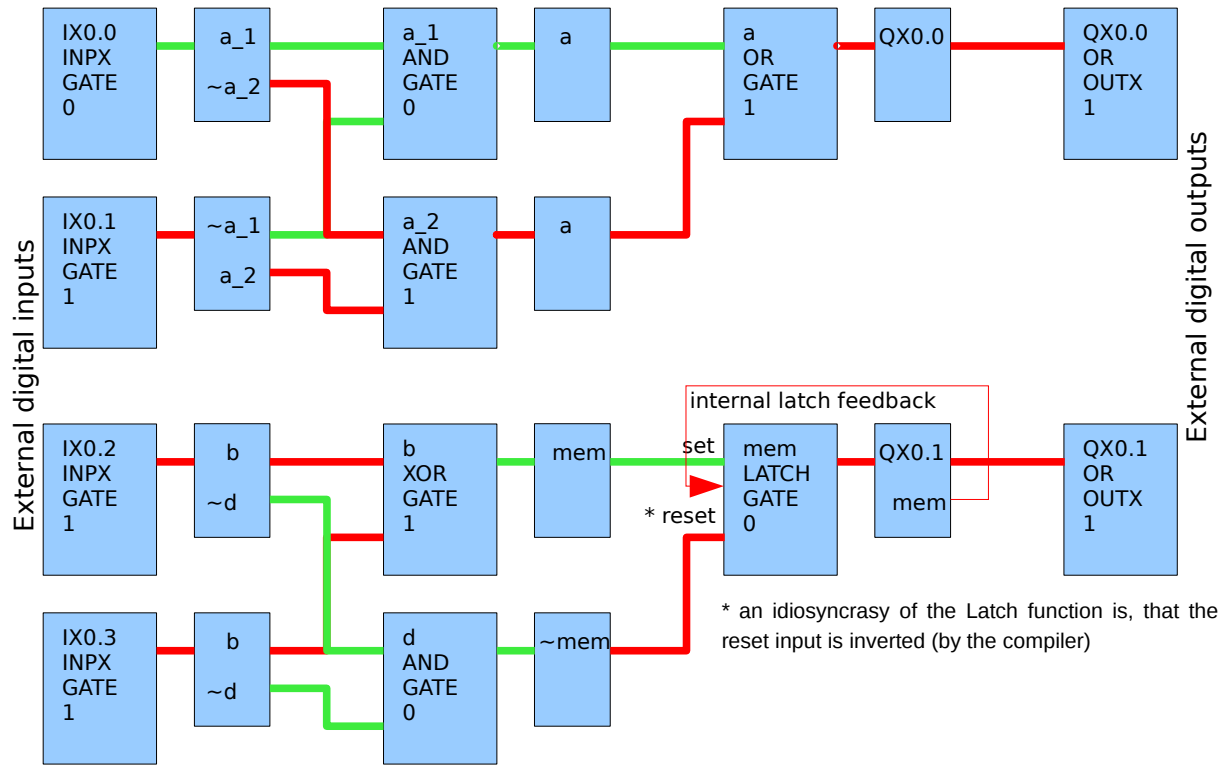 External digital inputs
IX0.0
INPX
GATE
0
a_1
~a_2
a_1
AND
GATE
0
a
a
OR
GATE
1
QX0.0
QX0.0
OR
OUTX
1
External digital outputs
IX0.1
INPX
GATE
1
~a_1
a_2
a_2
AND
GATE
1
a
IX0.2
INPX
GATE
1
b
~d
b
XOR
GATE
1
mem
internal latch feedback
set
* reset
mem
LATCH
GATE
0
QX0.1
mem
QX0.1
OR
OUTX
1
IX0.3
INPX
GATE
1
b
~d
d
AND
GATE
0
~mem
* an idiosyncrasy of the Latch function is, that the
reset input is inverted (by the compiler)